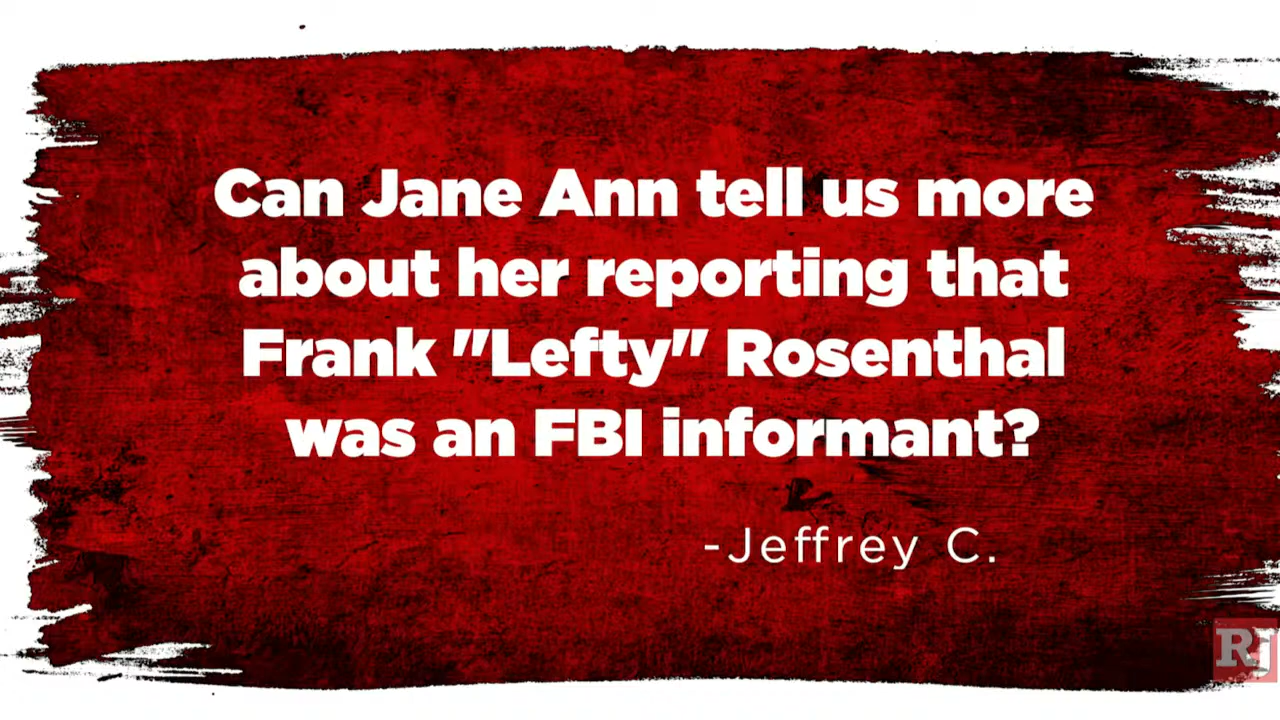 Can Jane Ann tell us more
about her reporting that
Frank "Lefty" Rosenthal
was an FBI informant?
-Jeffrey C.
RJ